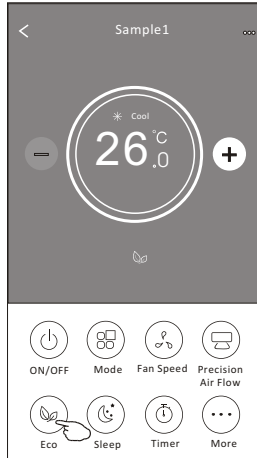 Sample1
Cool
26.0°C
ON/OFF
Mode
Fan Speed
Precision
Air Flow
Eco
Sleep
Timer
More